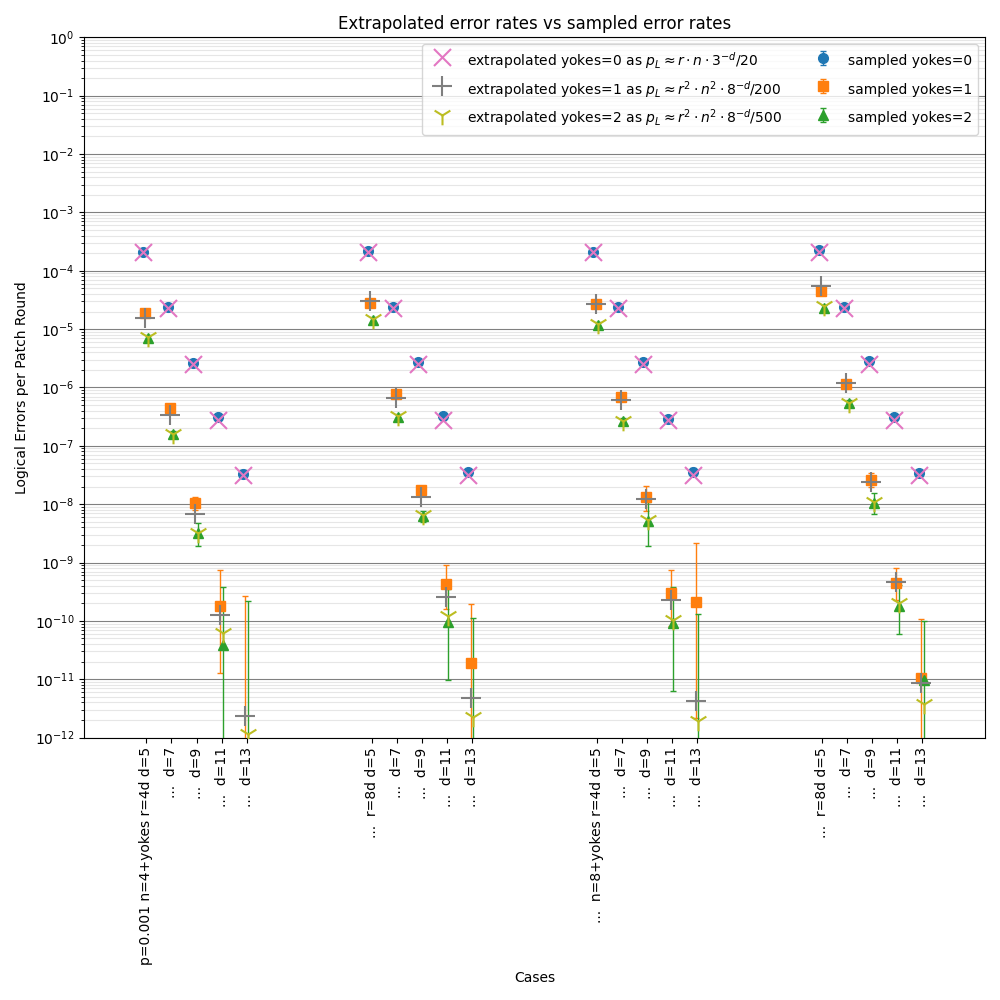 Extrapolated error rates vs sampled error rates
Logical Errors per Patch Round
10⁰
10⁻¹
10⁻²
10⁻³
10⁻⁴
10⁻⁵
10⁻⁶
10⁻⁷
10⁻⁸
10⁻⁹
10⁻¹⁰
10⁻¹¹
10⁻¹²
extrapolated yokes=0 as p_L ≈ r · n · 3^{-d}/20
extrapolated yokes=1 as p_L ≈ r² · n² · 8^{-d}/200
extrapolated yokes=2 as p_L ≈ r² · n² · 8^{-d}/500
sampled yokes=0
sampled yokes=1
sampled yokes=2
p=0.001 n=4+yokes r=4d d=5
... d=7
... d=9
... d=11
... d=13
... r=8d d=5
... d=7
... d=9
... d=11
... d=13
... n=8+yokes r=4d d=5
... d=7
... d=9
... d=11
... d=13
... r=8d d=5
... d=7
... d=9
... d=11
... d=13
Cases